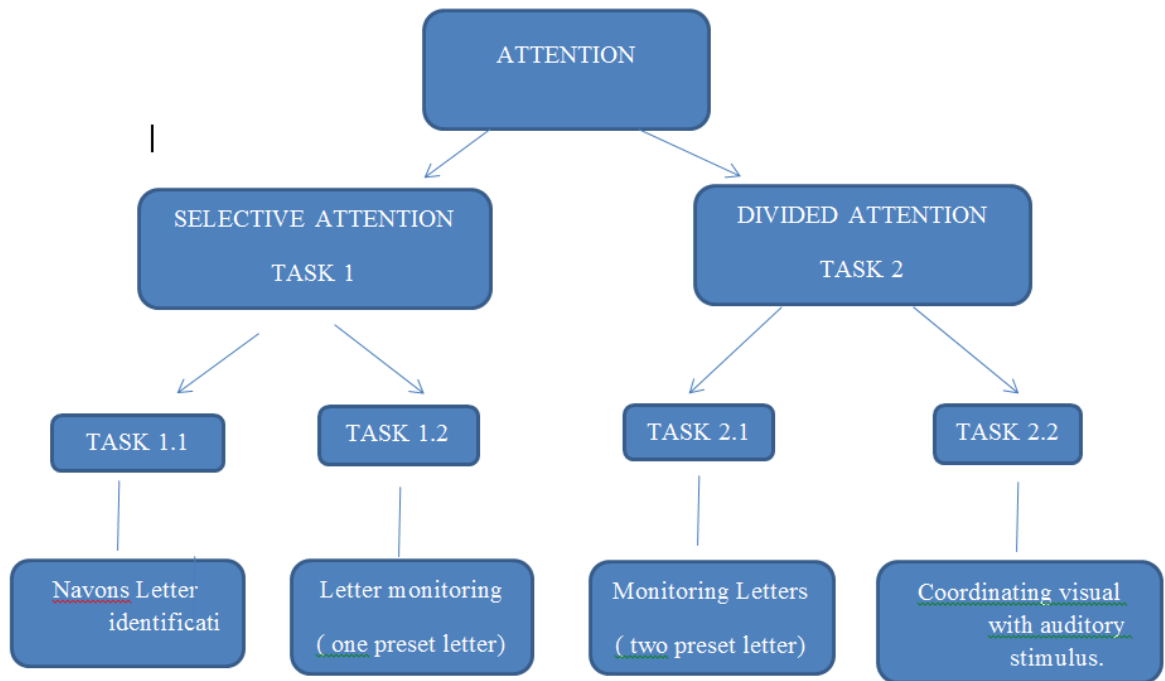 ATTENTION
SELECTIVE ATTENTION
TASK 1
DIVIDED ATTENTION
TASK 2
TASK 1.1
TASK 1.2
TASK 2.1
TASK 2.2
Navons Letter
identificati
Letter monitoring
( one preset letter)
Monitoring Letters
( two preset letter)
Coordinating visual
with auditory
stimulus.